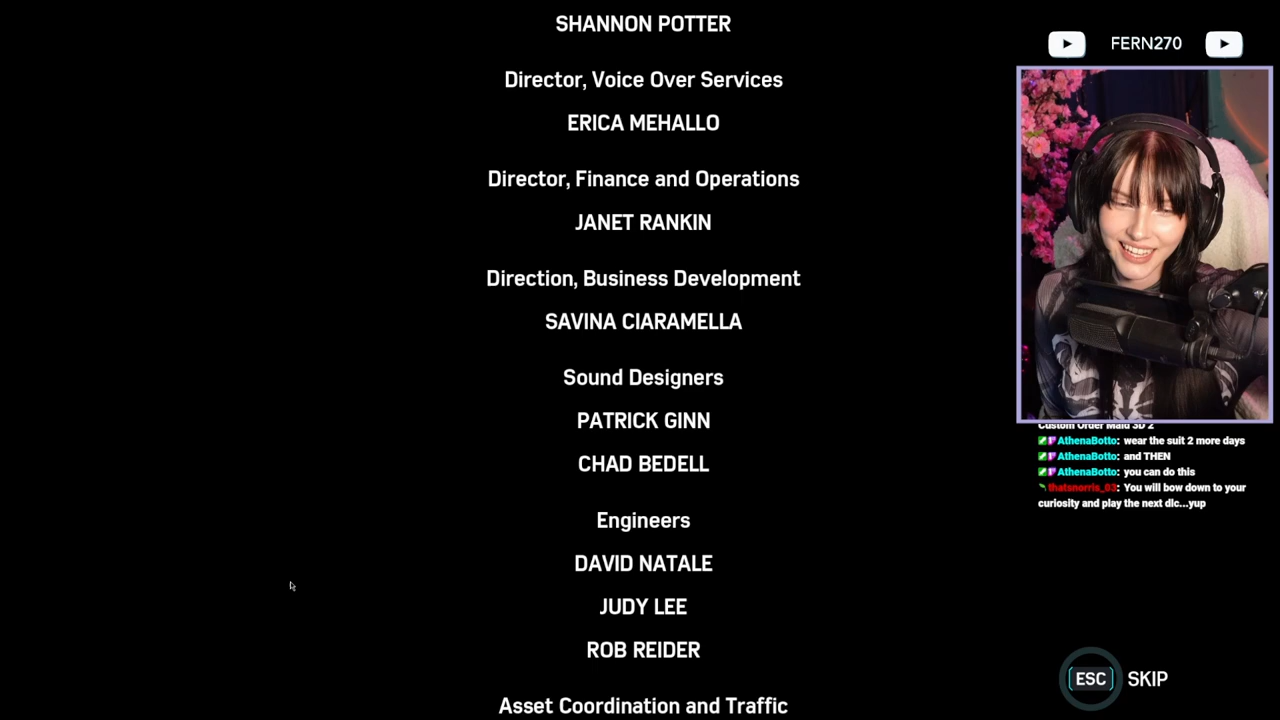 SHANNON POTTER
Director, Voice Over Services
ERICA MEHALLO
Director, Finance and Operations
JANET RANKIN
Direction, Business Development
SAVINA CIARAMELLA
Sound Designers
PATRICK GINN
CHAD BEDELL
Engineers
DAVID NATALE
JUDY LEE
ROB REIDER
Asset Coordination and Traffic
FERN270
Custom Order Maid 3D 2
AthenaBotto: wear the suit 2 more days
AthenaBotto: and THEN
AthenaBotto: you can do this
thatsnorris_03: You will bow down to your
curiosity and play the next dlc...yup
ESC SKIP